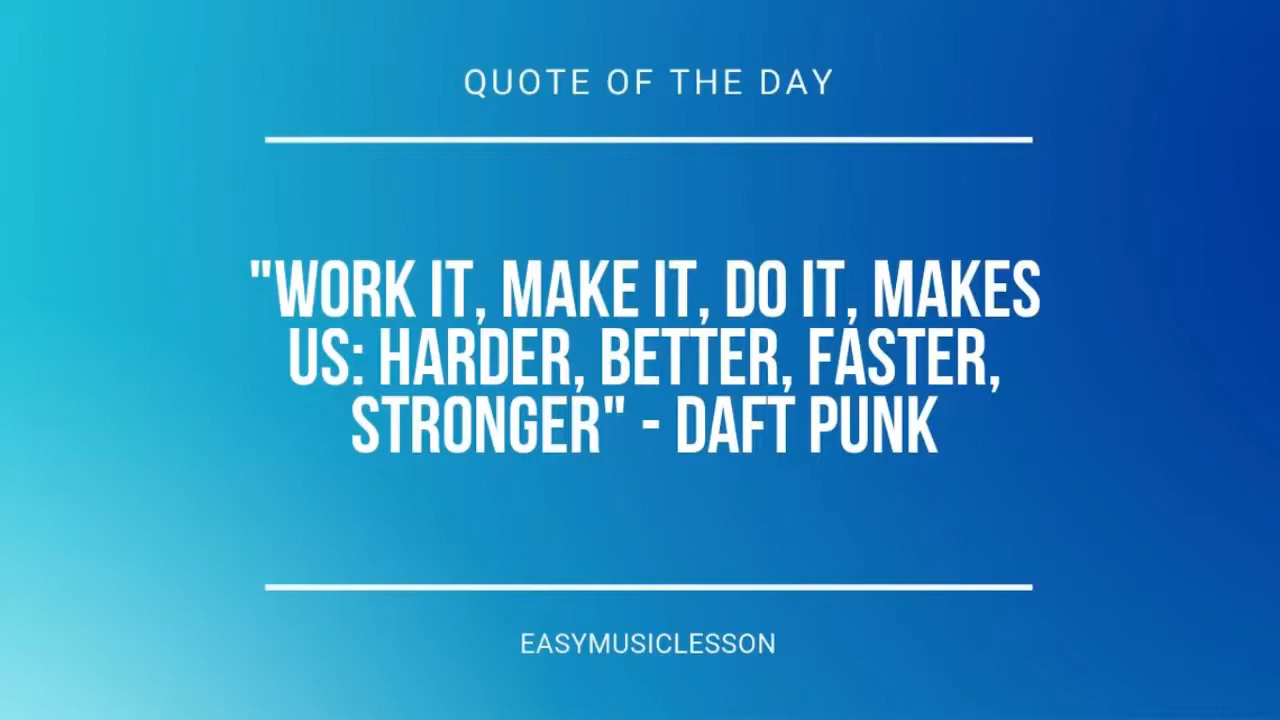 QUOTE OF THE DAY
"WORK IT, MAKE IT, DO IT, MAKES
US: HARDER, BETTER, FASTER,
STRONGER" - DAFT PUNK
EASYMUSICLESSON